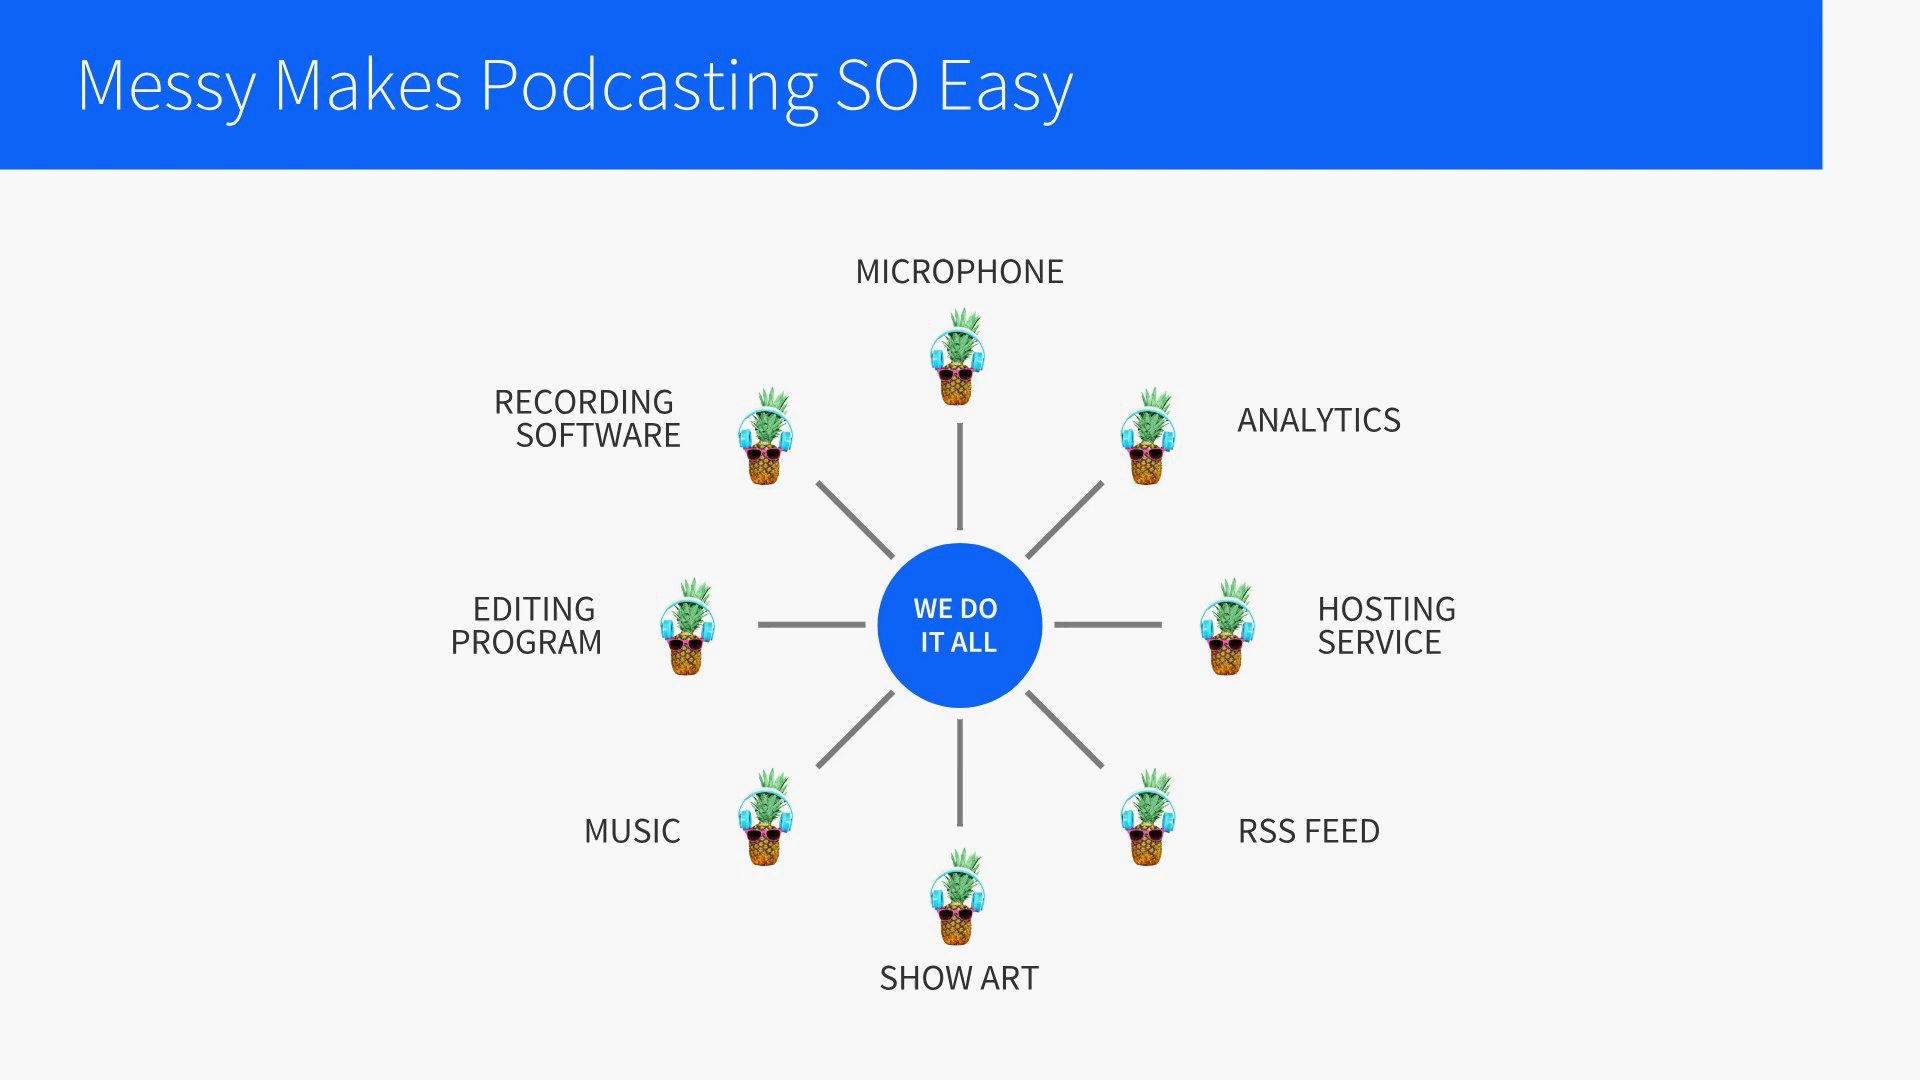 Messy Makes Podcasting SO Easy
MICROPHONE
RECORDING
SOFTWARE
ANALYTICS
EDITING
PROGRAM
WE DO
IT ALL
HOSTING
SERVICE
MUSIC
RSS FEED
SHOW ART